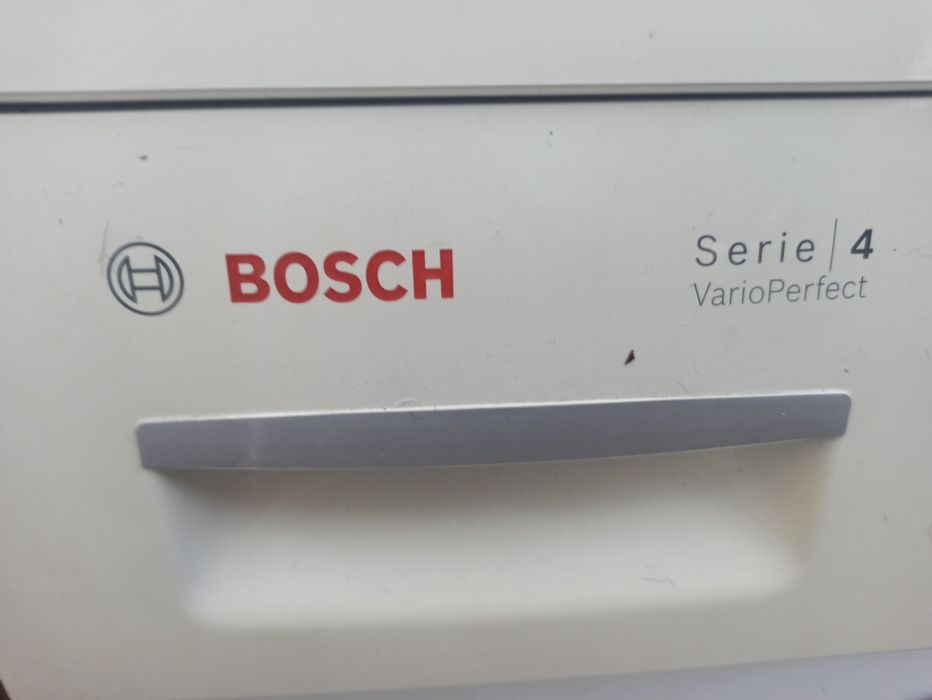 BOSCH
Serie | 4
VarioPerfect